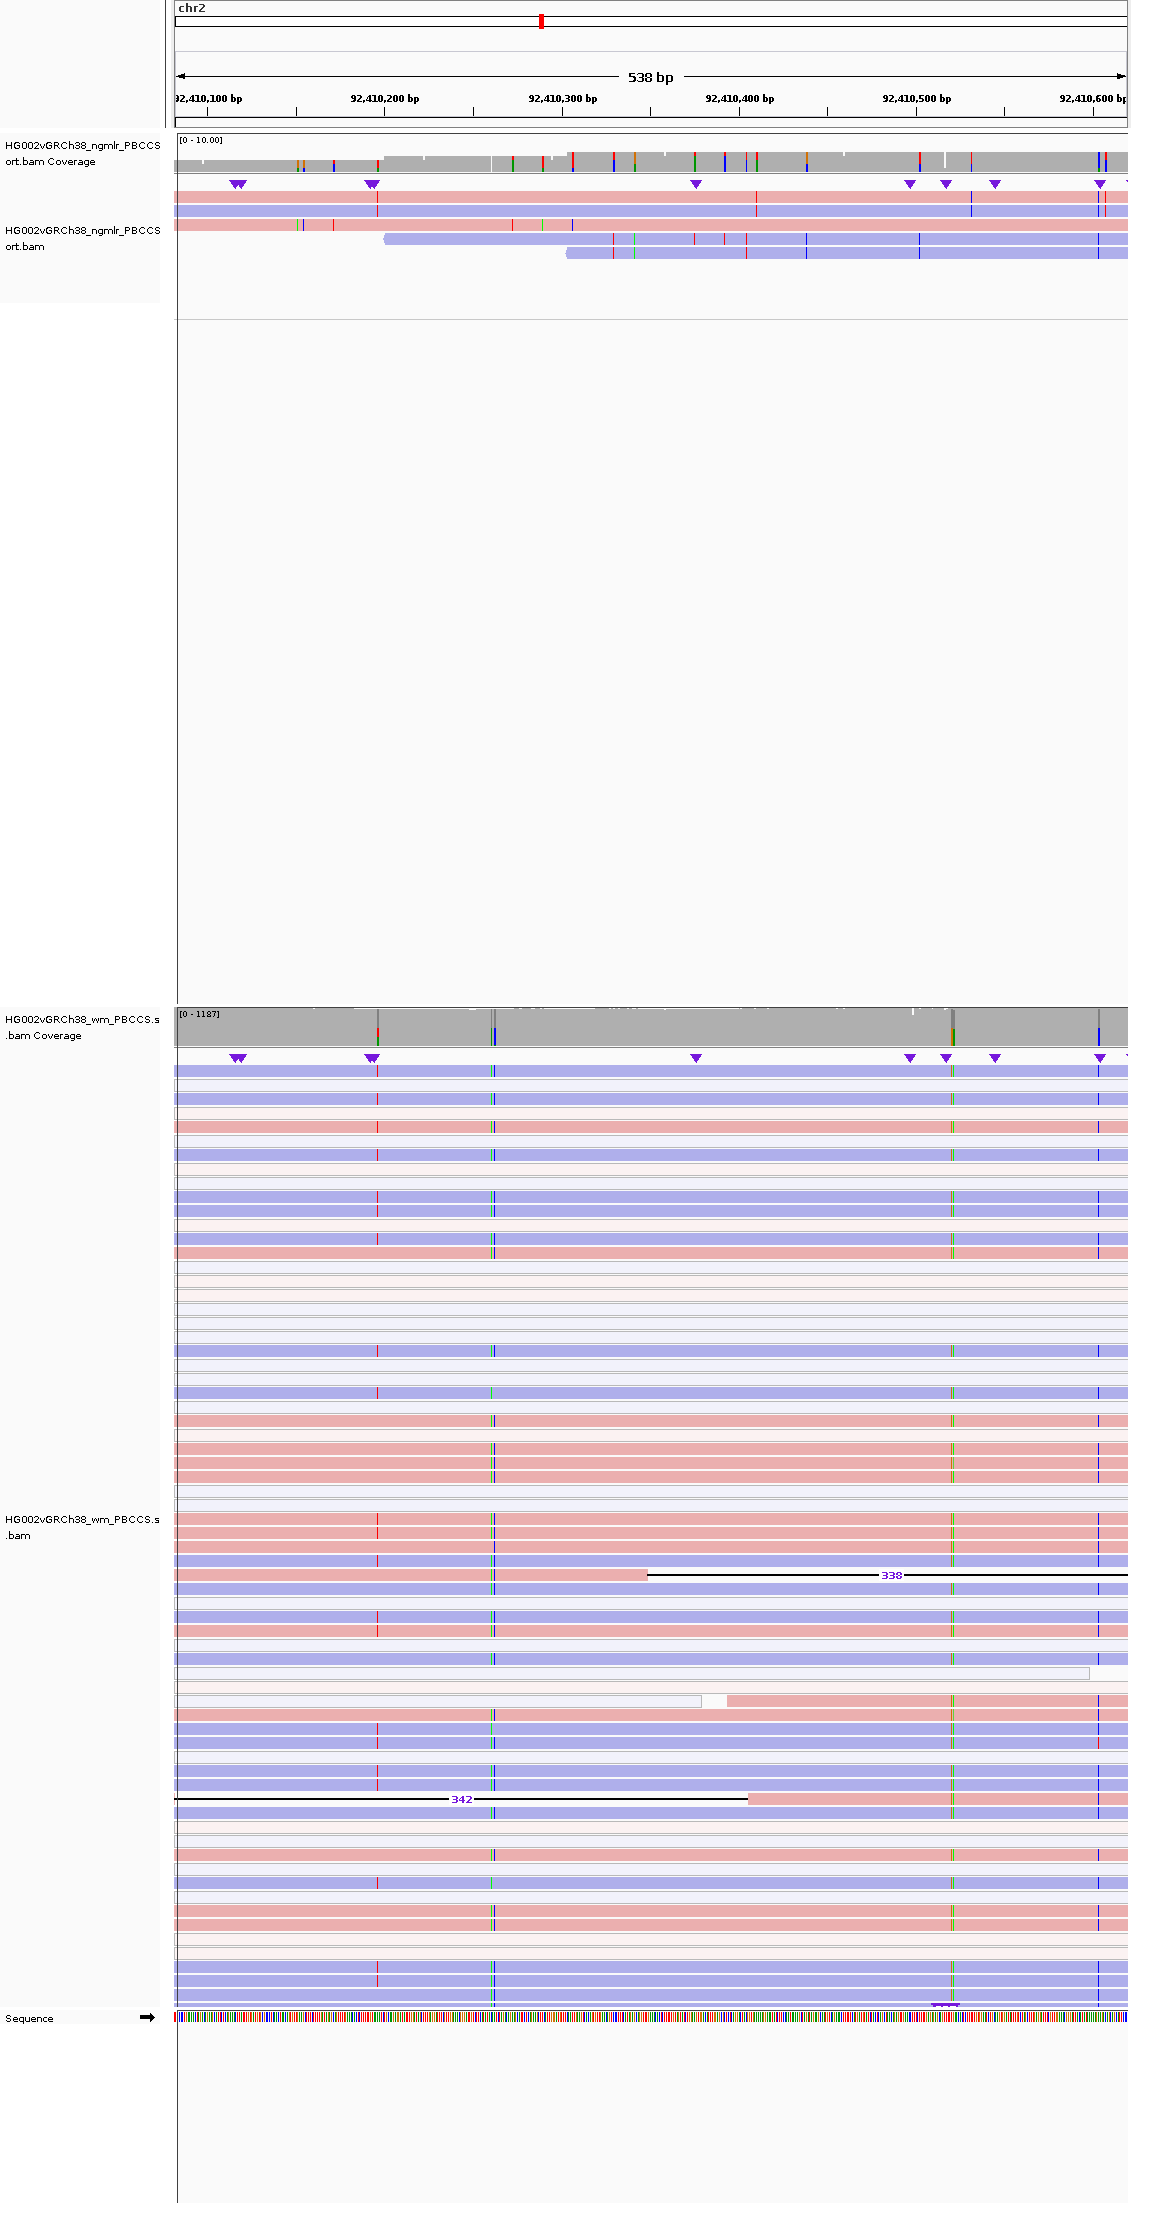 chr2
538 bp
92,410,100 bp 92,410,200 bp 92,410,300 bp 92,410,400 bp 92,410,500 bp 92,410,600 bp
HG002vGRCh38_ngmlr_PBCCS
ort.bam Coverage
[0 - 10.00]
HG002vGRCh38_ngmlr_PBCCS
ort.bam
HG002vGRCh38_wm_PBCCS.s
.bam Coverage
[0 - 1187]
HG002vGRCh38_wm_PBCCS.s
.bam
338
342
Sequence